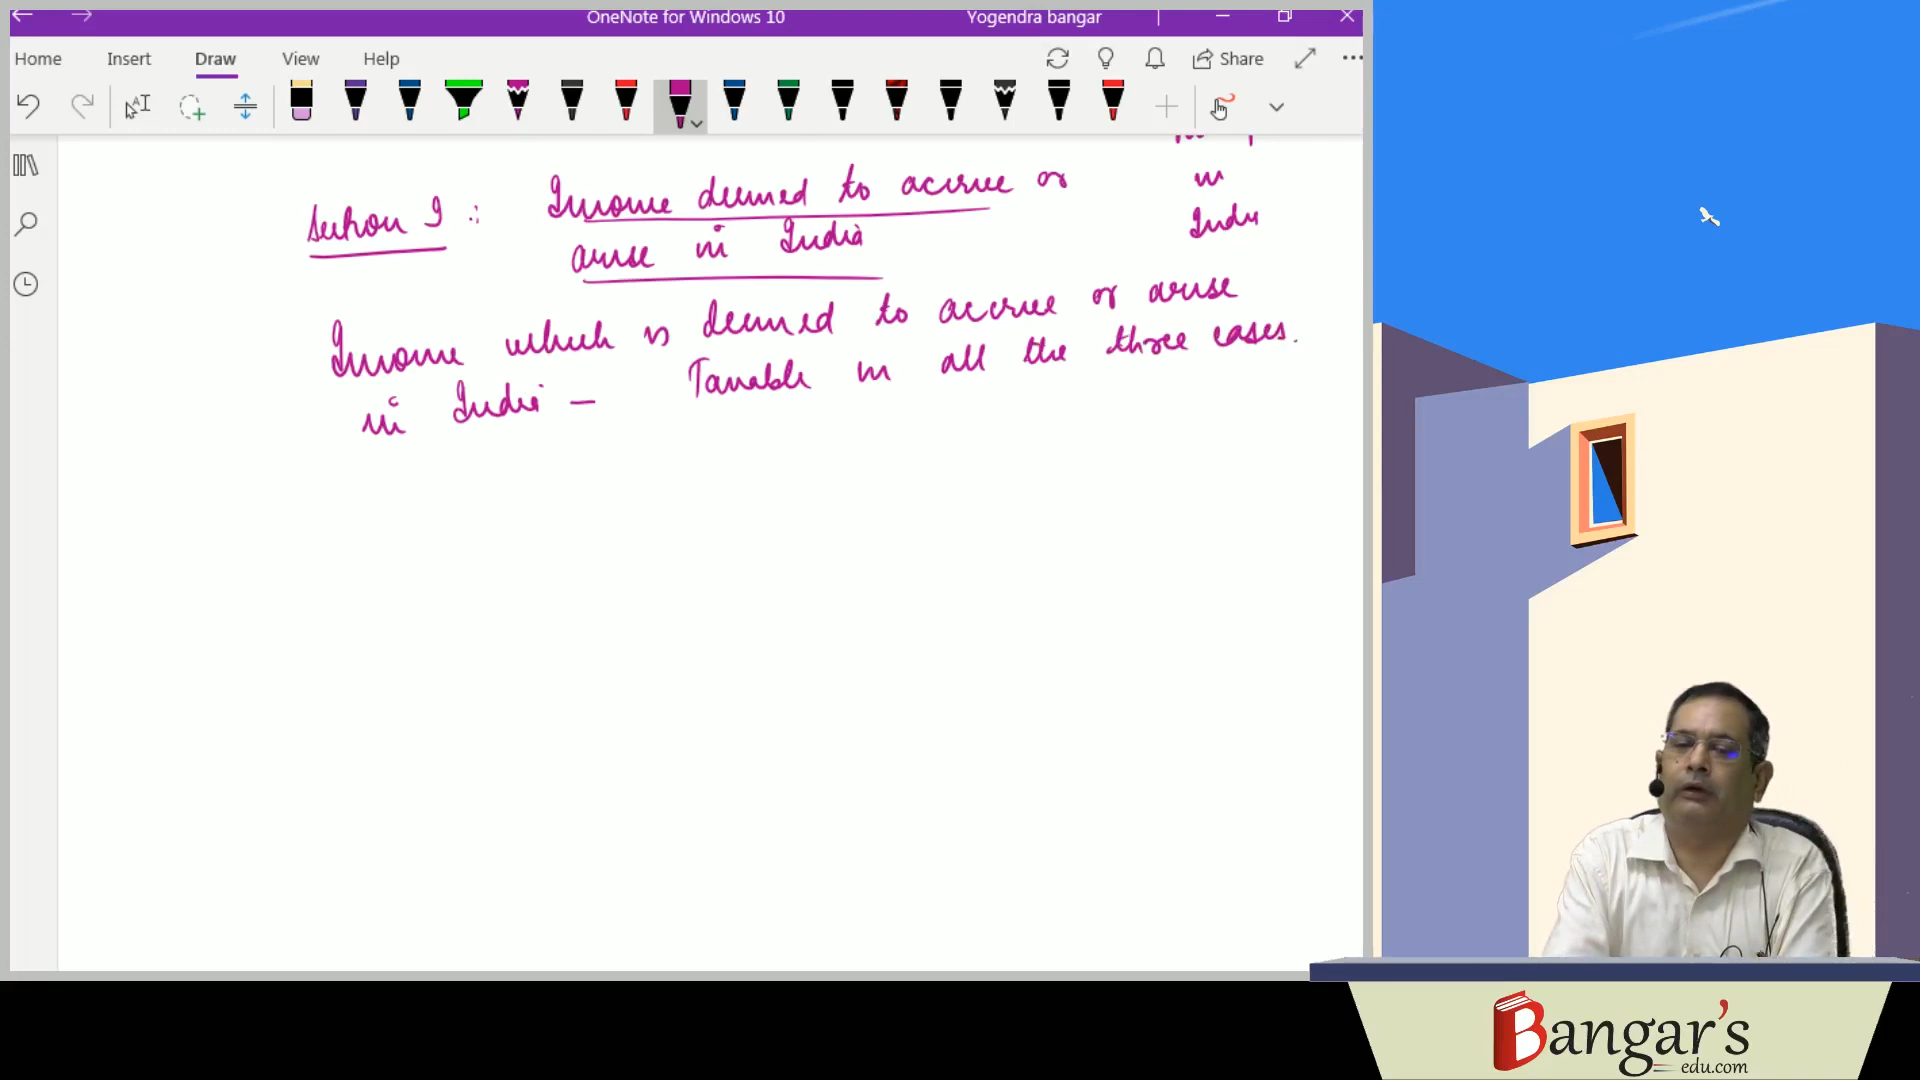 OneNote for Windows 10
Yogendra bangar
Home Insert Draw View Help
Share
in
India
Section 9 : Income deemed to accrue or
arise in India
Income which is deemed to accrue or arise
in India – Taxable in all the three cases.
Bangar's
edu.com